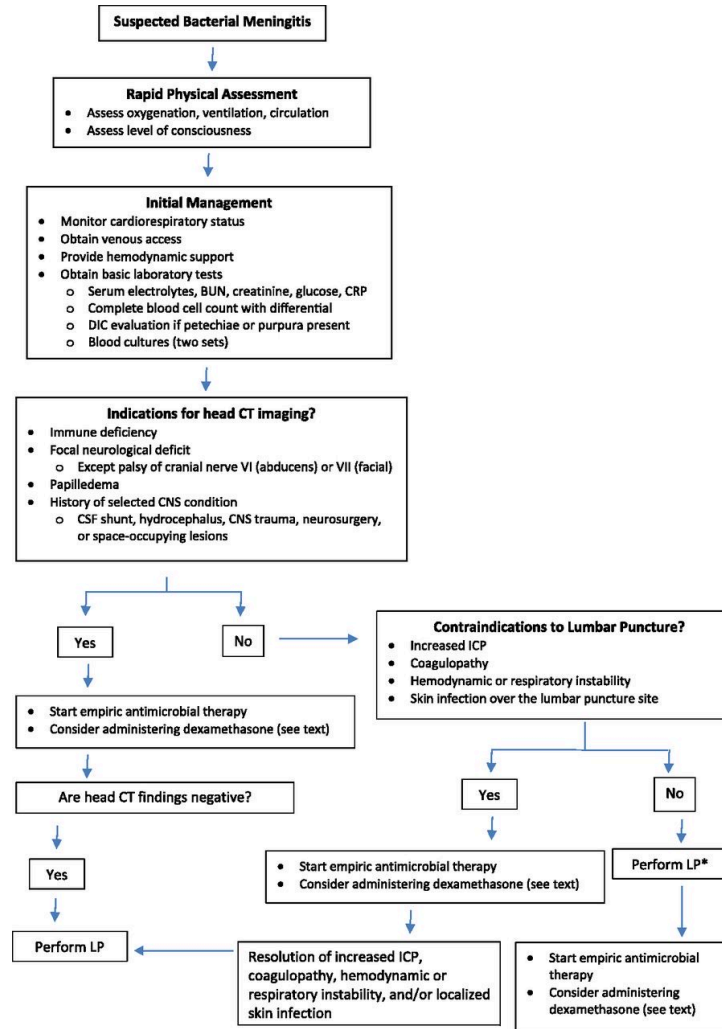 Suspected Bacterial Meningitis
Rapid Physical Assessment
• Assess oxygenation, ventilation, circulation
• Assess level of consciousness
Initial Management
• Monitor cardiorespiratory status
• Obtain venous access
• Provide hemodynamic support
• Obtain basic laboratory tests
o Serum electrolytes, BUN, creatinine, glucose, CRP
o Complete blood cell count with differential
o DIC evaluation if petechiae or purpura present
o Blood cultures (two sets)
Indications for head CT imaging?
• Immune deficiency
• Focal neurological deficit
o Except palsy of cranial nerve VI (abducens) or VII (facial)
• Papilledema
• History of selected CNS condition
o CSF shunt, hydrocephalus, CNS trauma, neurosurgery,
or space-occupying lesions
Yes
No
Contraindications to Lumbar Puncture?
• Increased ICP
• Coagulopathy
• Hemodynamic or respiratory instability
• Skin infection over the lumbar puncture site
• Start empiric antimicrobial therapy
• Consider administering dexamethasone (see text)
Are head CT findings negative?
Yes
Perform LP
Yes
No
• Start empiric antimicrobial therapy
• Consider administering dexamethasone (see text)
Perform LP*
Resolution of increased ICP,
coagulopathy, hemodynamic or
respiratory instability, and/or localized
skin infection
• Start empiric antimicrobial
therapy
• Consider administering
dexamethasone (see text)